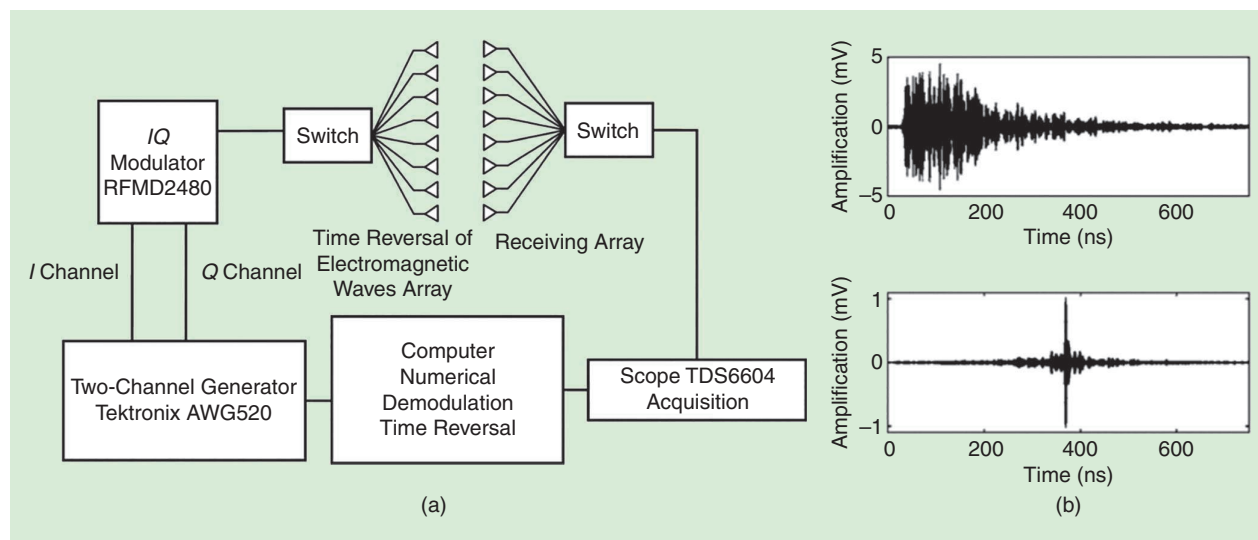 IQ
Modulator
RFMD2480
Switch
Switch
I Channel
Q Channel
Time Reversal of
Electromagnetic
Waves Array
Receiving Array
Two-Channel Generator
Tektronix AWG520
Computer
Numerical
Demodulation
Time Reversal
Scope TDS6604
Acquisition
(a)
Amplification (mV)
5
0
–5
0 200 400 600
Time (ns)
Amplification (mV)
1
0
–1
0 200 400 600
Time (ns)
(b)